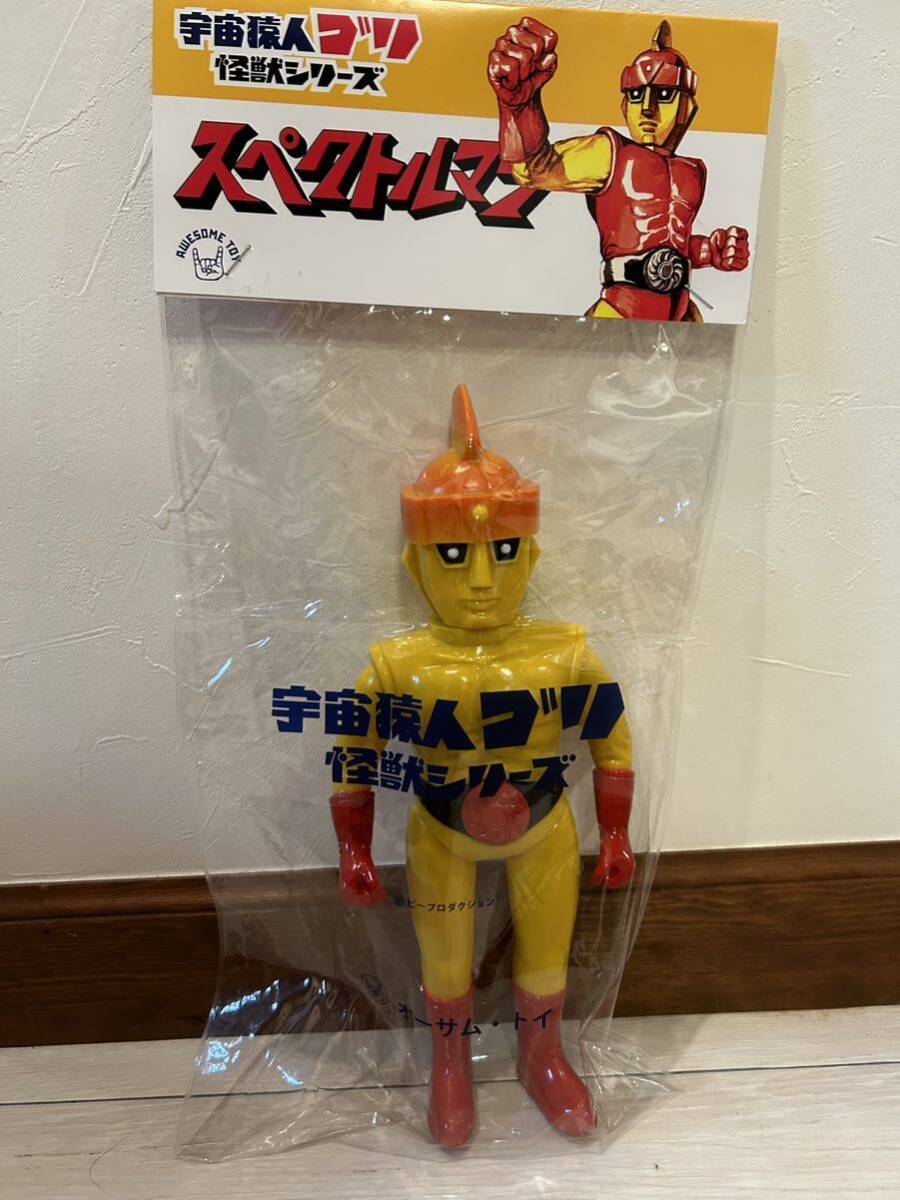 宇宙猿人ゴリ
怪獣シリーズ
スペクトルマン
AWESOME TOY
宇宙猿人ゴリ
怪獣シリーズ
©ピープロダクション
オーサム・トイ